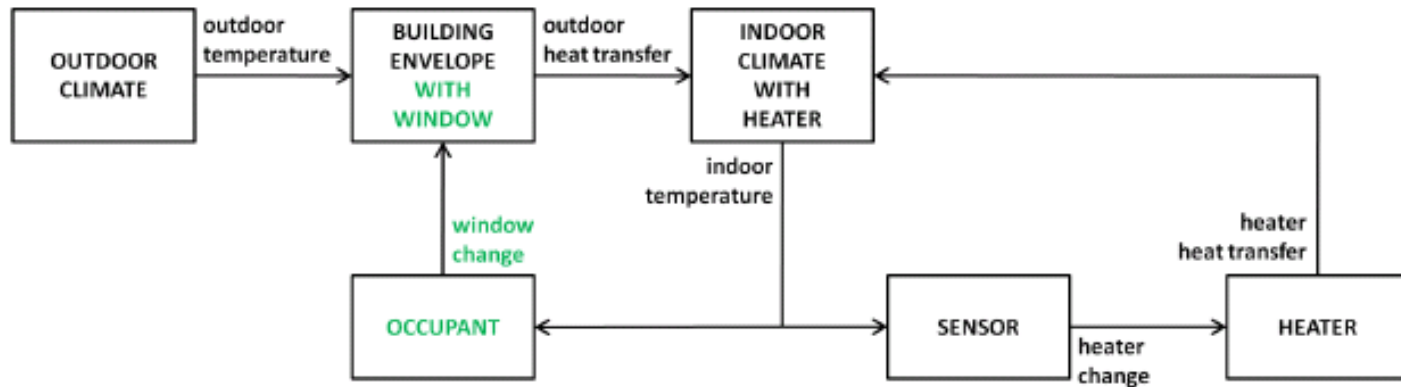 OUTDOOR
CLIMATE
outdoor
temperature
BUILDING
ENVELOPE
WITH
WINDOW
outdoor
heat transfer
INDOOR
CLIMATE
WITH
HEATER
indoor
temperature
window
change
heater
heat transfer
OCCUPANT
SENSOR
heater
change
HEATER